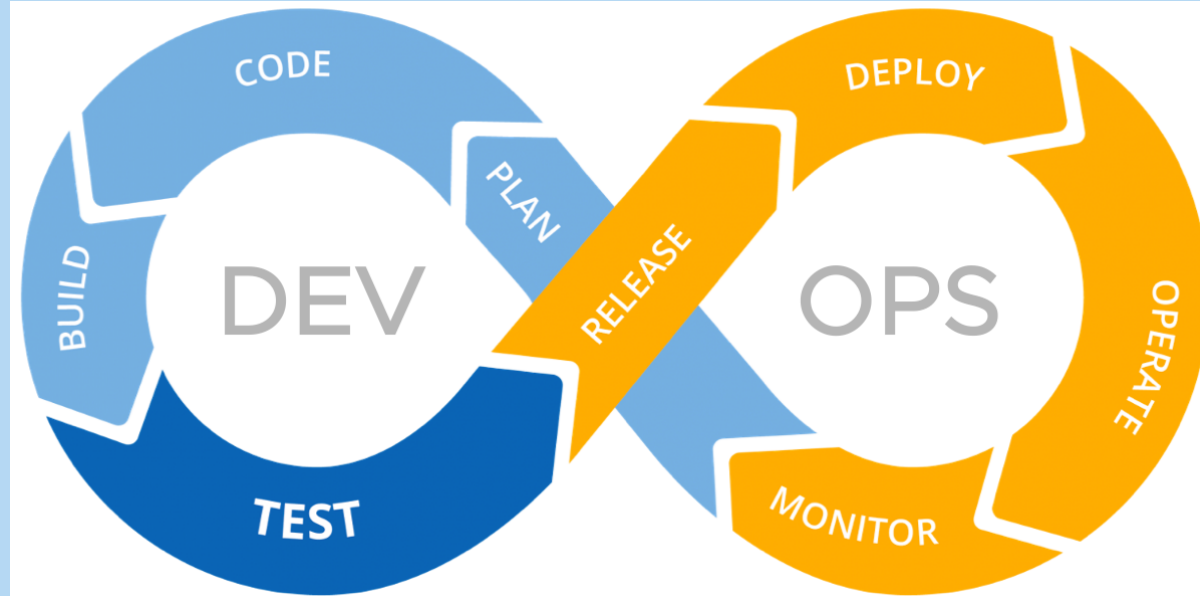 CODE
DEPLOY
PLAN
BUILD
DEV
RELEASE
OPS
OPERATE
TEST
MONITOR